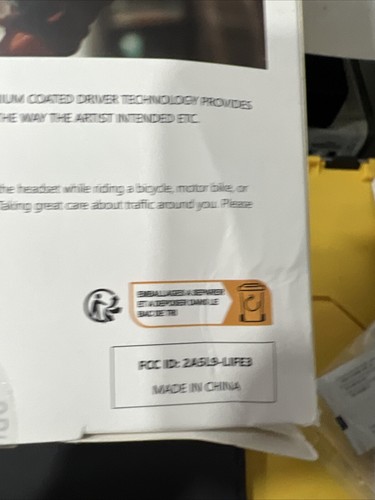 IUM COATED DRIVER TECHNOLOGY PROVIDES
THE WAY THE ARTIST INTENDED ETC.
the headset while riding a bicycle, motor bike, or
Taking great care about traffic around you. Please
EMBALLAGES À SÉPARER
ET À DÉPOSER DANS LE
BAC DE TRI
FCC ID: 2A5L9-LIFE3
MADE IN CHINA